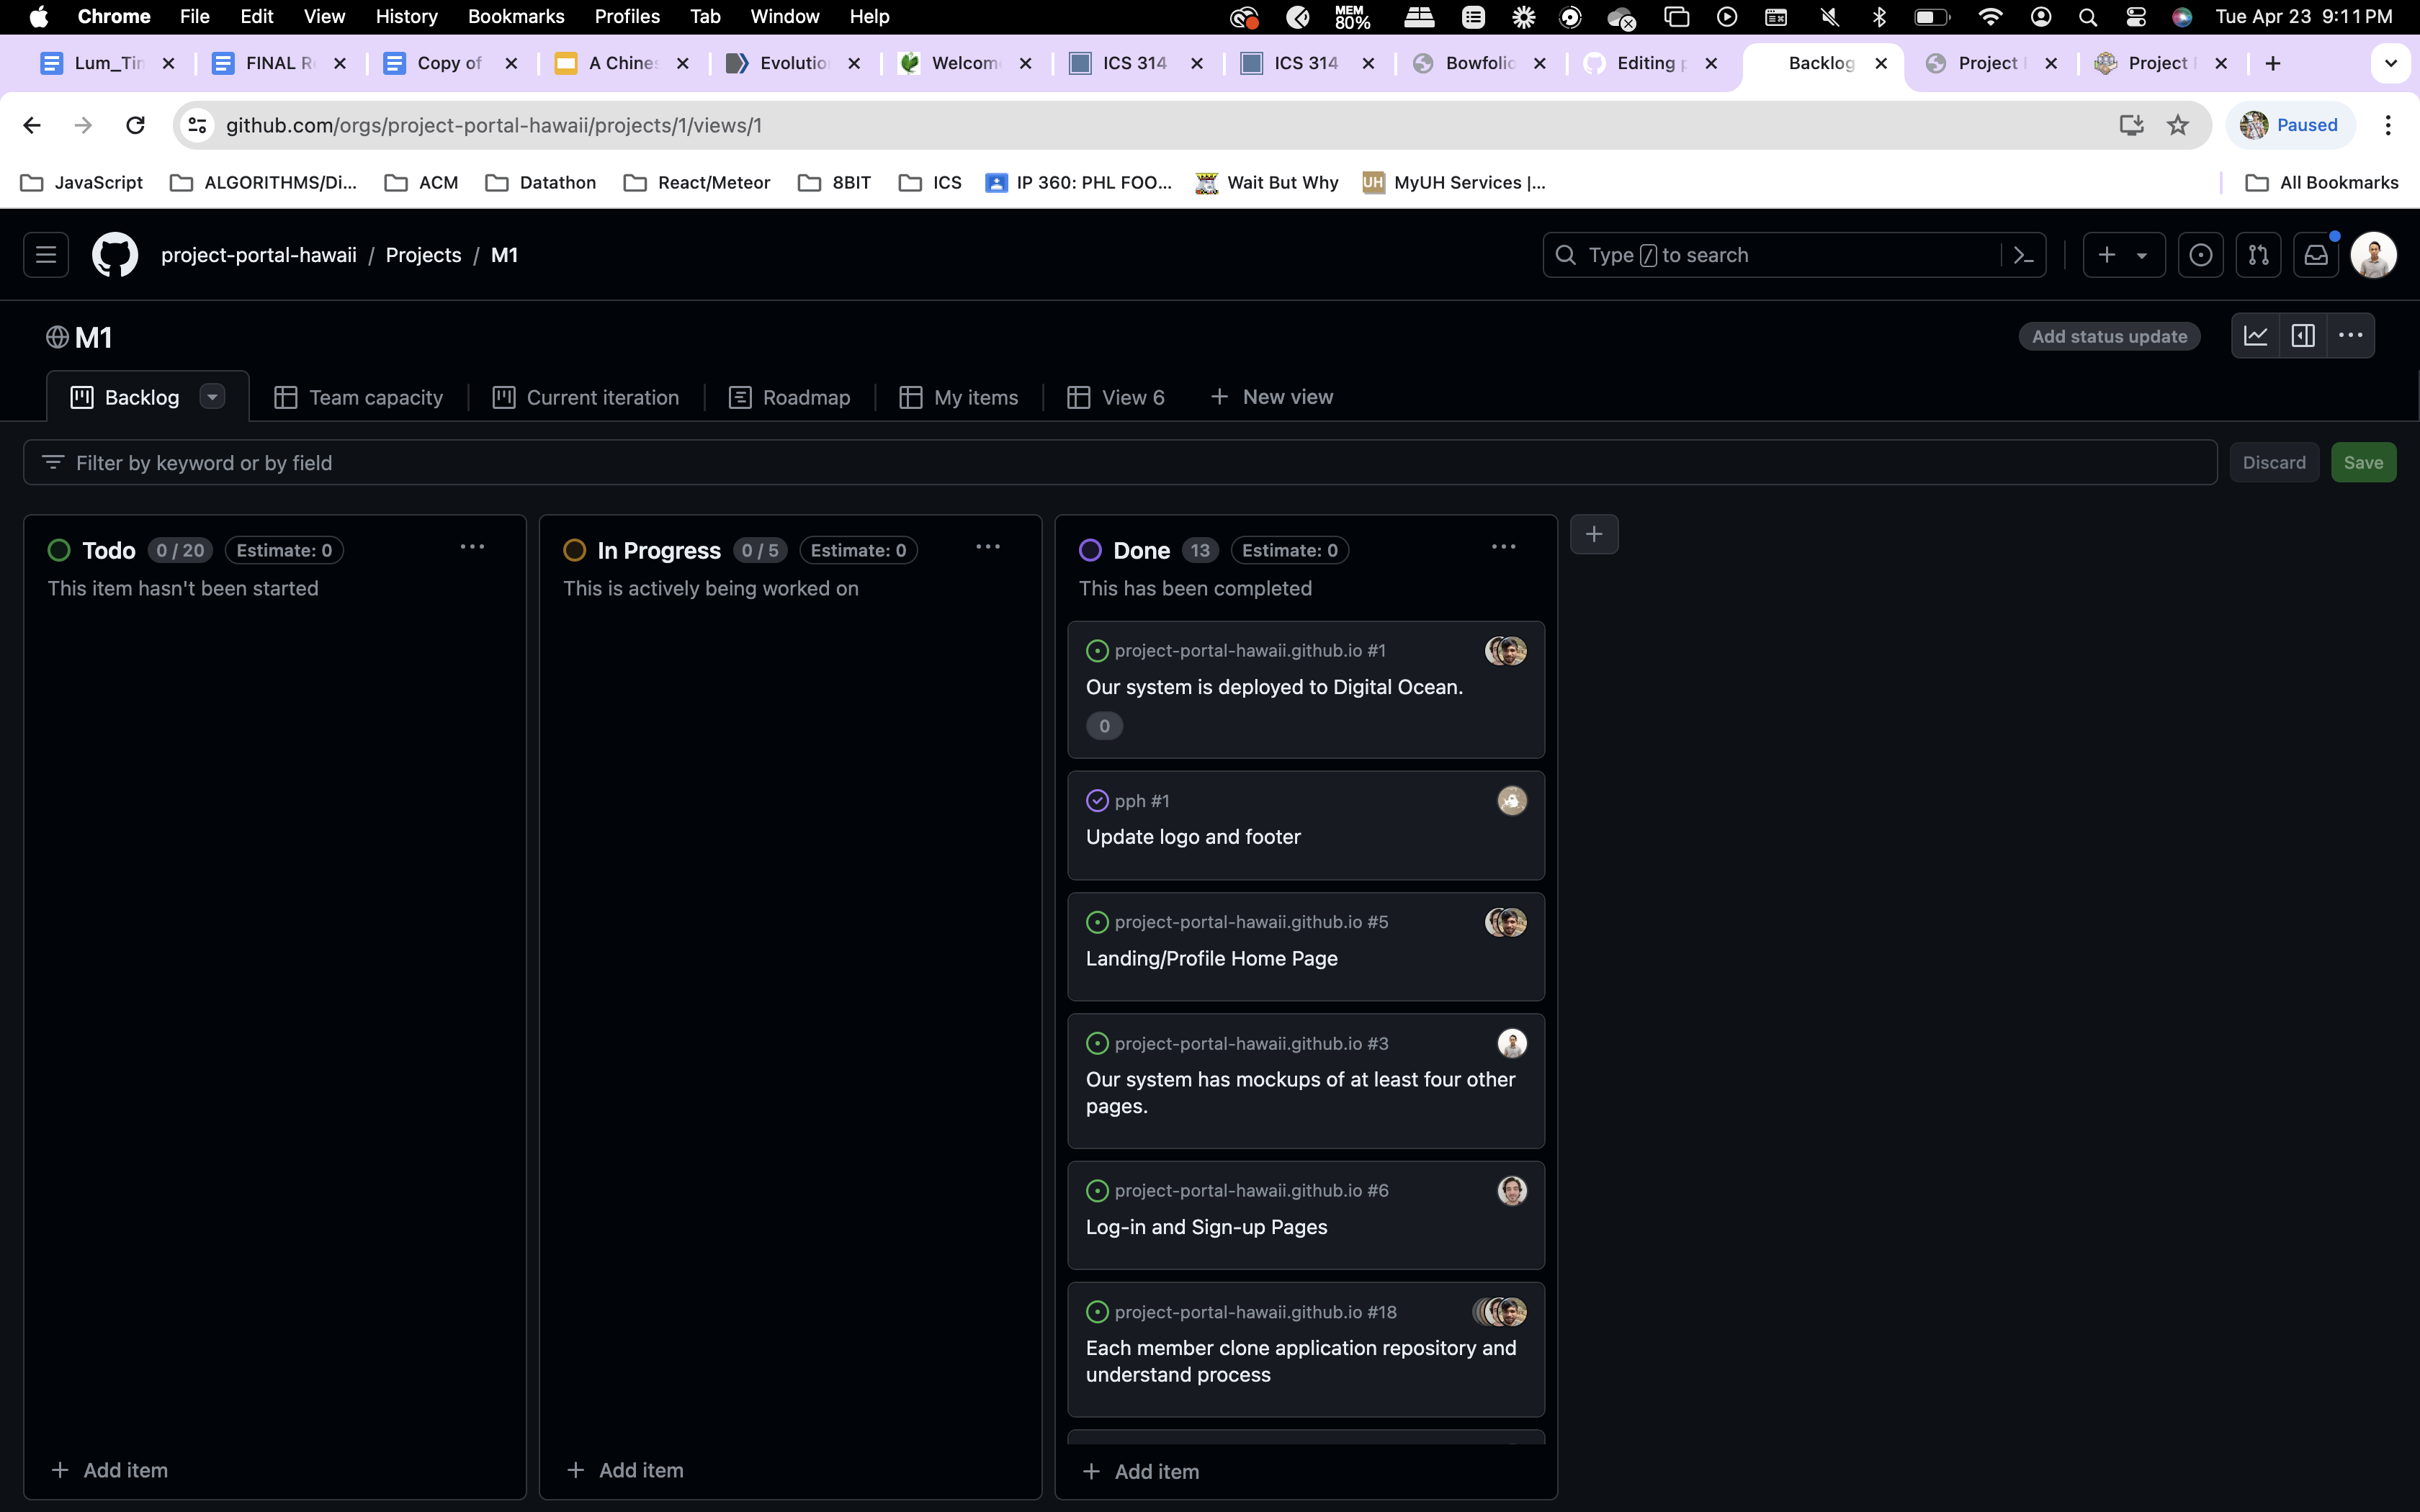 Chrome File Edit View History Bookmarks Profiles Tab Window Help MEM 80% Tue Apr 23 9:11 PM
Lum_Tin FINAL R Copy of A Chines Evolutio Welcom ICS 314 ICS 314 Bowfolio Editing p Backlog Project Project
github.com/orgs/project-portal-hawaii/projects/1/views/1 Paused
JavaScript ALGORITHMS/Di... ACM Datathon React/Meteor 8BIT ICS IP 360: PHL FOO... Wait But Why UH MyUH Services |... All Bookmarks
project-portal-hawaii / Projects / M1 Type / to search
M1 Add status update
Backlog Team capacity Current iteration Roadmap My items View 6 + New view
Filter by keyword or by field Discard Save
Todo 0 / 20 Estimate: 0
This item hasn't been started
+ Add item
In Progress 0 / 5 Estimate: 0
This is actively being worked on
+ Add item
Done 13 Estimate: 0
This has been completed
project-portal-hawaii.github.io #1
Our system is deployed to Digital Ocean.
0
pph #1
Update logo and footer
project-portal-hawaii.github.io #5
Landing/Profile Home Page
project-portal-hawaii.github.io #3
Our system has mockups of at least four other
pages.
project-portal-hawaii.github.io #6
Log-in and Sign-up Pages
project-portal-hawaii.github.io #18
Each member clone application repository and
understand process
+ Add item